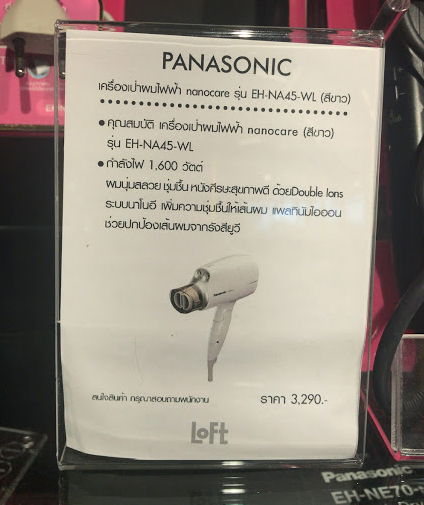 PANASONIC
เครื่องเป่าผมไฟฟ้า nanocare รุ่น EH-NA45-WL (สีขาว)
• คุณสมบัติ เครื่องเป่าผมไฟฟ้า nanocare (สีขาว)
รุ่น EH-NA45-WL
• กำลังไฟ 1,600 วัตต์
ผมนุ่มสลวย ชุ่มชื้น หนังศีรษะสุขภาพดี ด้วยDouble Ions
ระบบนาโนอี เพิ่มความชุ่มชื้นให้เส้นผม แพลทินัมไอออน
ช่วยปกป้องเส้นผมจากรังสียูวี
สนใจสินค้า กรุณาสอบถามพนักงาน
ราคา 3,290.-
Loft
Panasonic
EH-NE70-